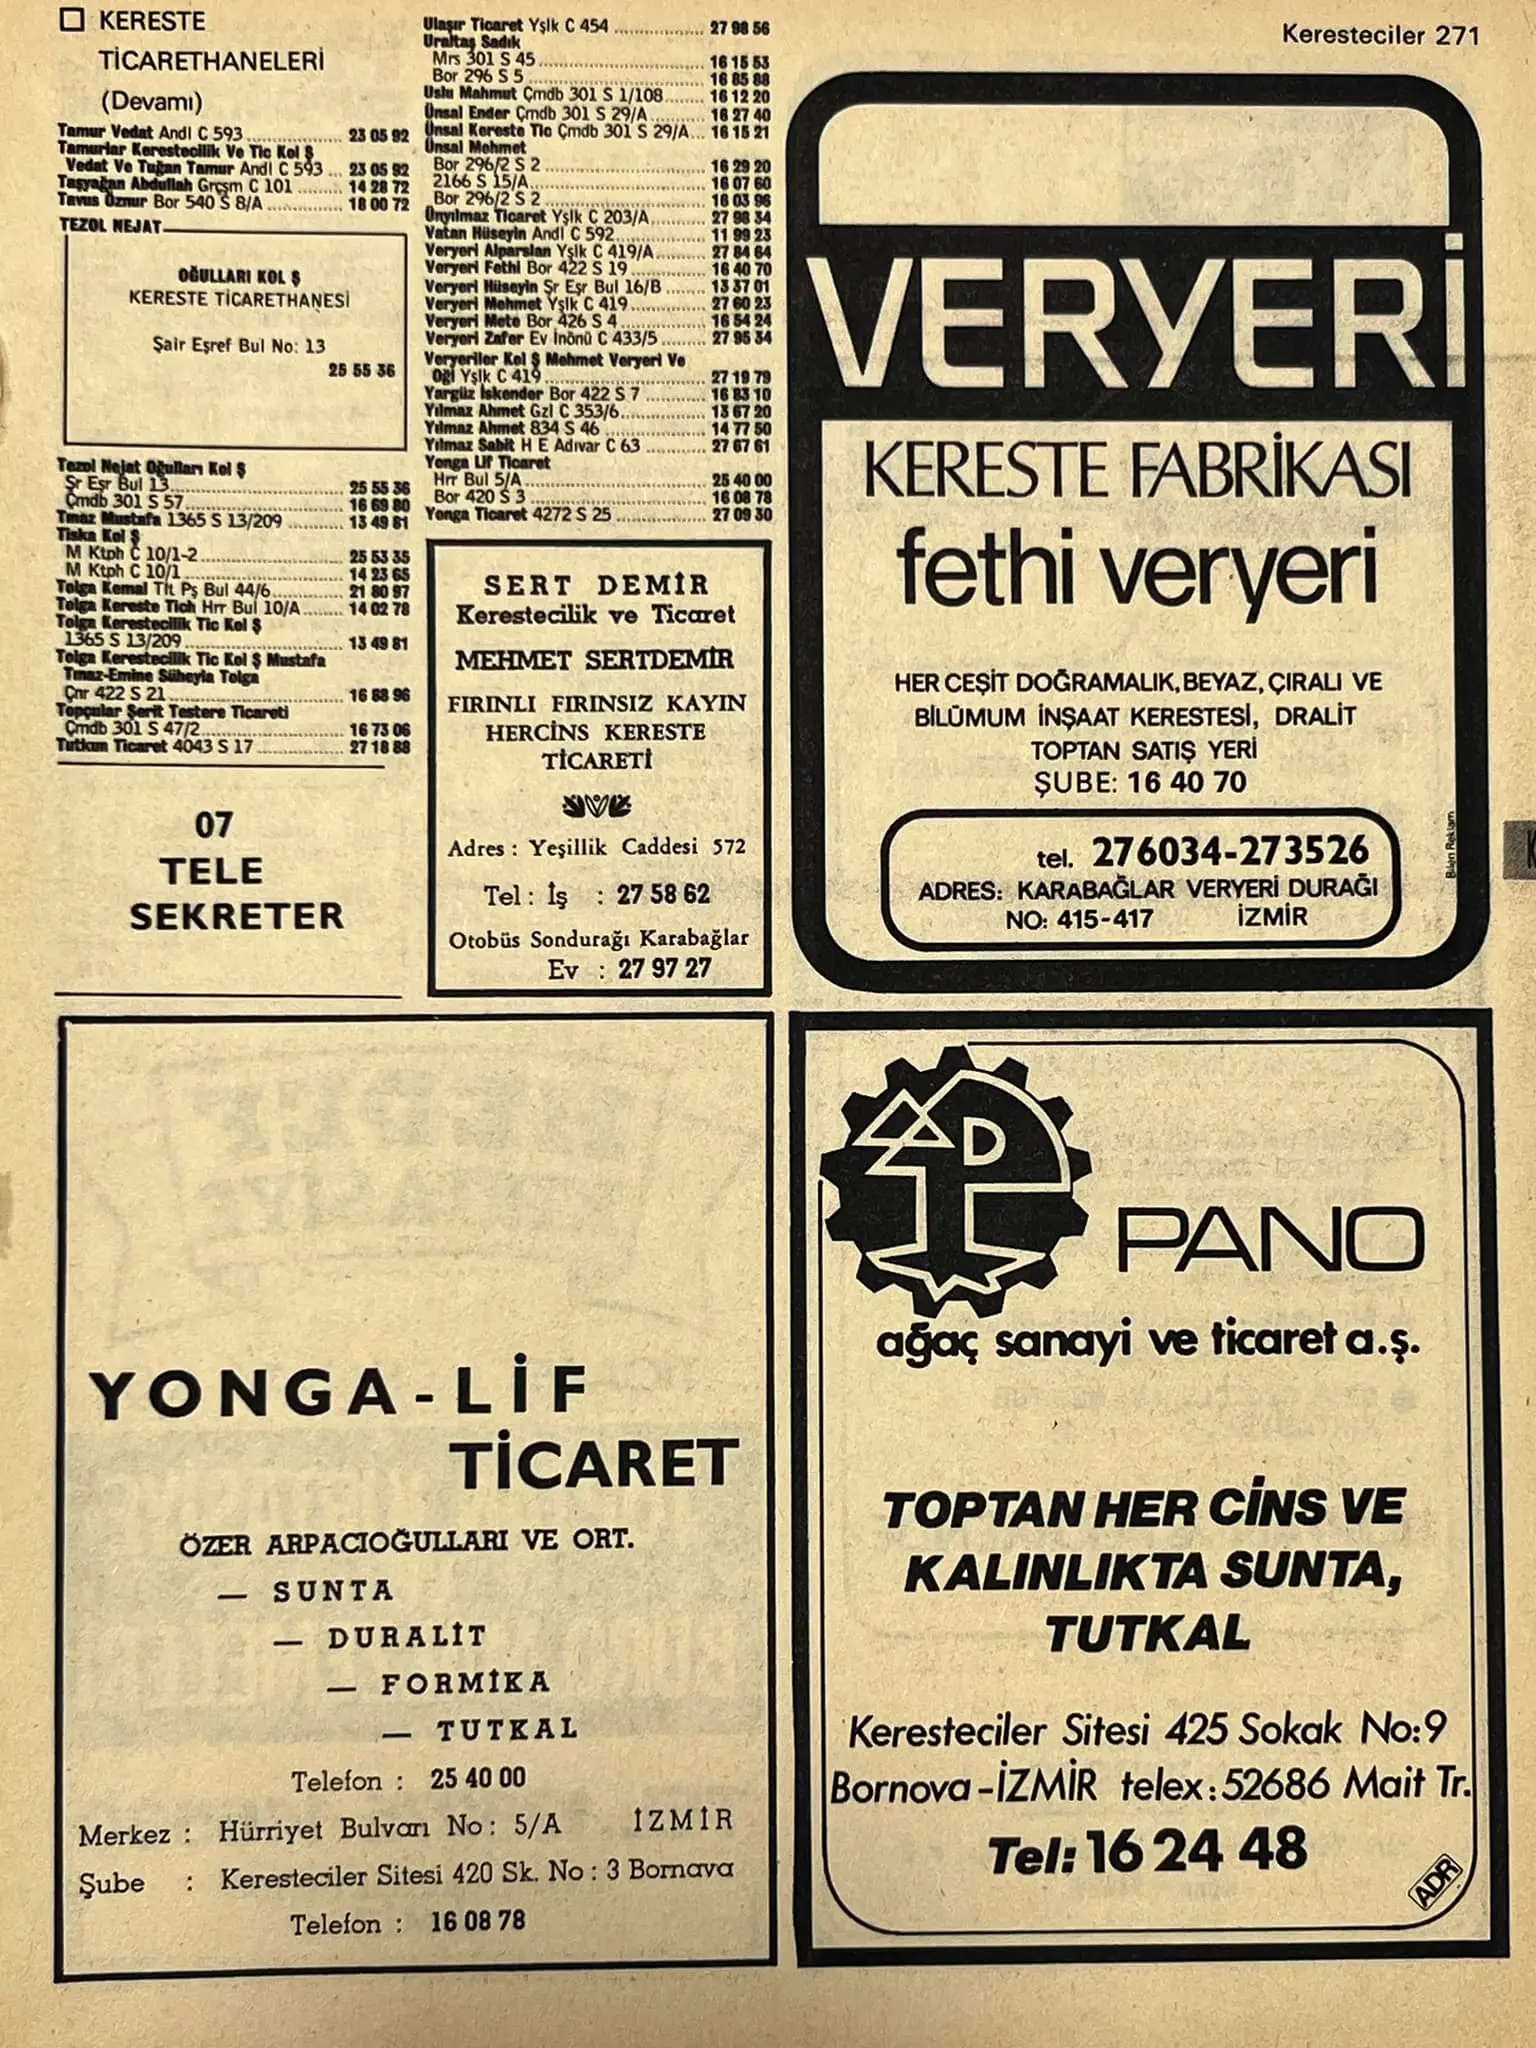 Keresteciler 271
KERESTE
TİCARETHANELERİ
(Devamı)
Tamur Vedat Andl C 593 23 05 92
Tamurlar Kerestecilik Ve Tic Kol Ş
Vedat Ve Tuğan Tamur Andl C 593 ... 23 05 92
Taşyağan Abdullah Grçşm C 101 14 28 72
Tavus Öznur Bor 540 S 8/A 18 00 72
TEZOL NEJAT
OĞULLARI KOL Ş
KERESTE TİCARETHANESİ
Şair Eşref Bul No: 13
25 55 36
Tezol Nejat Oğulları Kol Ş
Şr Eşr Bul 13 25 55 36
Çmdb 301 S 57 16 69 80
Tınaz Mustafa 1365 S 13/209 13 49 81
Tiska Kol Ş
M Ktph C 10/1-2 25 53 35
M Ktph C 10/1 14 23 65
Tolga Kemal Tlt Pş Bul 44/6 21 80 97
Tolga Kereste Tich Hrr Bul 10/A 14 02 78
Tolga Kerestecilik Tic Kol Ş
1365 S 13/209 13 49 81
Tolga Kerestecilik Tic Kol Ş Mustafa
Tınaz-Emine Süheyla Tolga
Çnr 422 S 21 16 88 96
Topçular Şerit Testere Ticareti
Çmdb 301 S 47/2 16 73 06
Tutkun Ticaret 4043 S 17 27 18 88
07
TELE
SEKRETER
Ulaşır Ticaret Yşlk C 454 27 98 56
Uraltaş Sadık
Mrs 301 S 45 16 15 53
Bor 296 S 5 16 85 88
Uslu Mahmut Çmdb 301 S 1/108 16 12 20
Ünsal Ender Çmdb 301 S 29/A 16 27 40
Ünsal Kereste Tic Çmdb 301 S 29/A... 16 15 21
Ünsal Mehmet
Bor 296/2 S 2 16 29 20
2166 S 15/A 16 07 60
Bor 296/2 S 2 16 03 96
Ünyılmaz Ticaret Yşlk C 203/A 27 98 34
Vatan Hüseyin Andl C 592 11 99 23
Veryeri Alparslan Yşlk C 419/A 27 84 64
Veryeri Fethi Bor 422 S 19 16 40 70
Veryeri Hüseyin Şr Eşr Bul 16/B 13 37 01
Veryeri Mehmet Yşlk C 419 27 60 23
Veryeri Mete Bor 426 S 4 16 54 24
Veryeri Zafer Ev İnönü C 433/5 27 95 34
Veryeriler Kol Ş Mehmet Veryeri Ve
Oğl Yşlk C 419 27 19 79
Yargüz İskender Bor 422 S 7 16 83 10
Yılmaz Ahmet Gzl C 353/6 13 67 20
Yılmaz Ahmet 834 S 46 14 77 50
Yılmaz Sabit H E Adıvar C 63 27 67 61
Yonga Lif Ticaret
Hrr Bul 5/A 25 40 00
Bor 420 S 3 16 08 78
Yonga Ticaret 4272 S 25 27 09 30
SERT DEMİR
Kerestecilik ve Ticaret
MEHMET SERTDEMİR
FIRINLI FIRINSIZ KAYIN
HERCİNS KERESTE
TİCARETİ
Adres : Yeşillik Caddesi 572
Tel : İş : 27 58 62
Otobüs Sondurağı Karabağlar
Ev : 27 97 27
VERYERİ
KERESTE FABRİKASI
fethi veryeri
HER CEŞİT DOĞRAMALIK, BEYAZ, ÇIRALI VE
BİLÜMUM İNŞAAT KERESTESİ, DRALİT
TOPTAN SATIŞ YERİ
ŞUBE: 16 40 70
tel. 276034-273526
ADRES: KARABAĞLAR VERYERİ DURAĞI
NO: 415-417 İZMİR
Bilen Reklam
K
YONGA - LİF
TİCARET
ÖZER ARPACIOĞULLARI VE ORT.
— SUNTA
— DURALİT
— FORMİKA
— TUTKAL
Telefon : 25 40 00
Merkez : Hürriyet Bulvarı No : 5/A İZMİR
Şube : Keresteciler Sitesi 420 Sk. No : 3 Bornova
Telefon : 16 08 78
PANO
ağaç sanayi ve ticaret a.ş.
TOPTAN HER CİNS VE
KALINLIKTA SUNTA,
TUTKAL
Keresteciler Sitesi 425 Sokak No:9
Bornova-İZMİR telex: 52686 Mait Tr.
Tel: 16 24 48
ADR